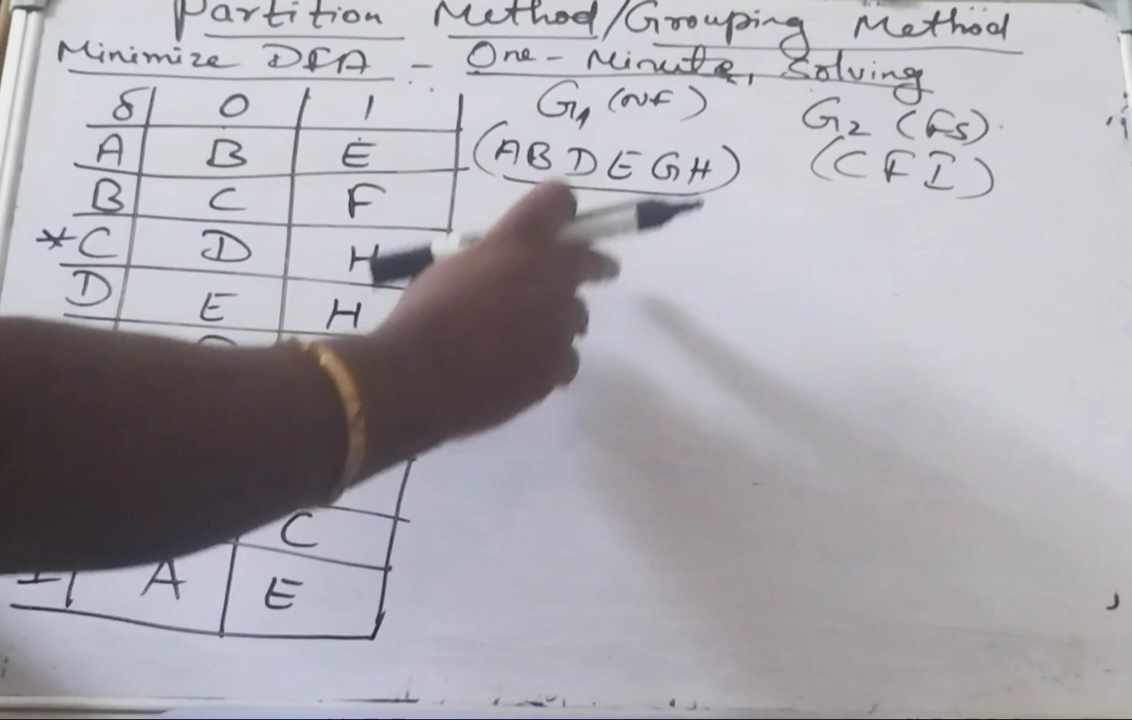 Partition Method/Grouping Method
Minimize DFA - One-Minute, Solving
δ 0 1 G1 (NF) G2 (FS).
A B E (ABDEGH) (CFI)
B C F
*C D H
D E H
C
I A E